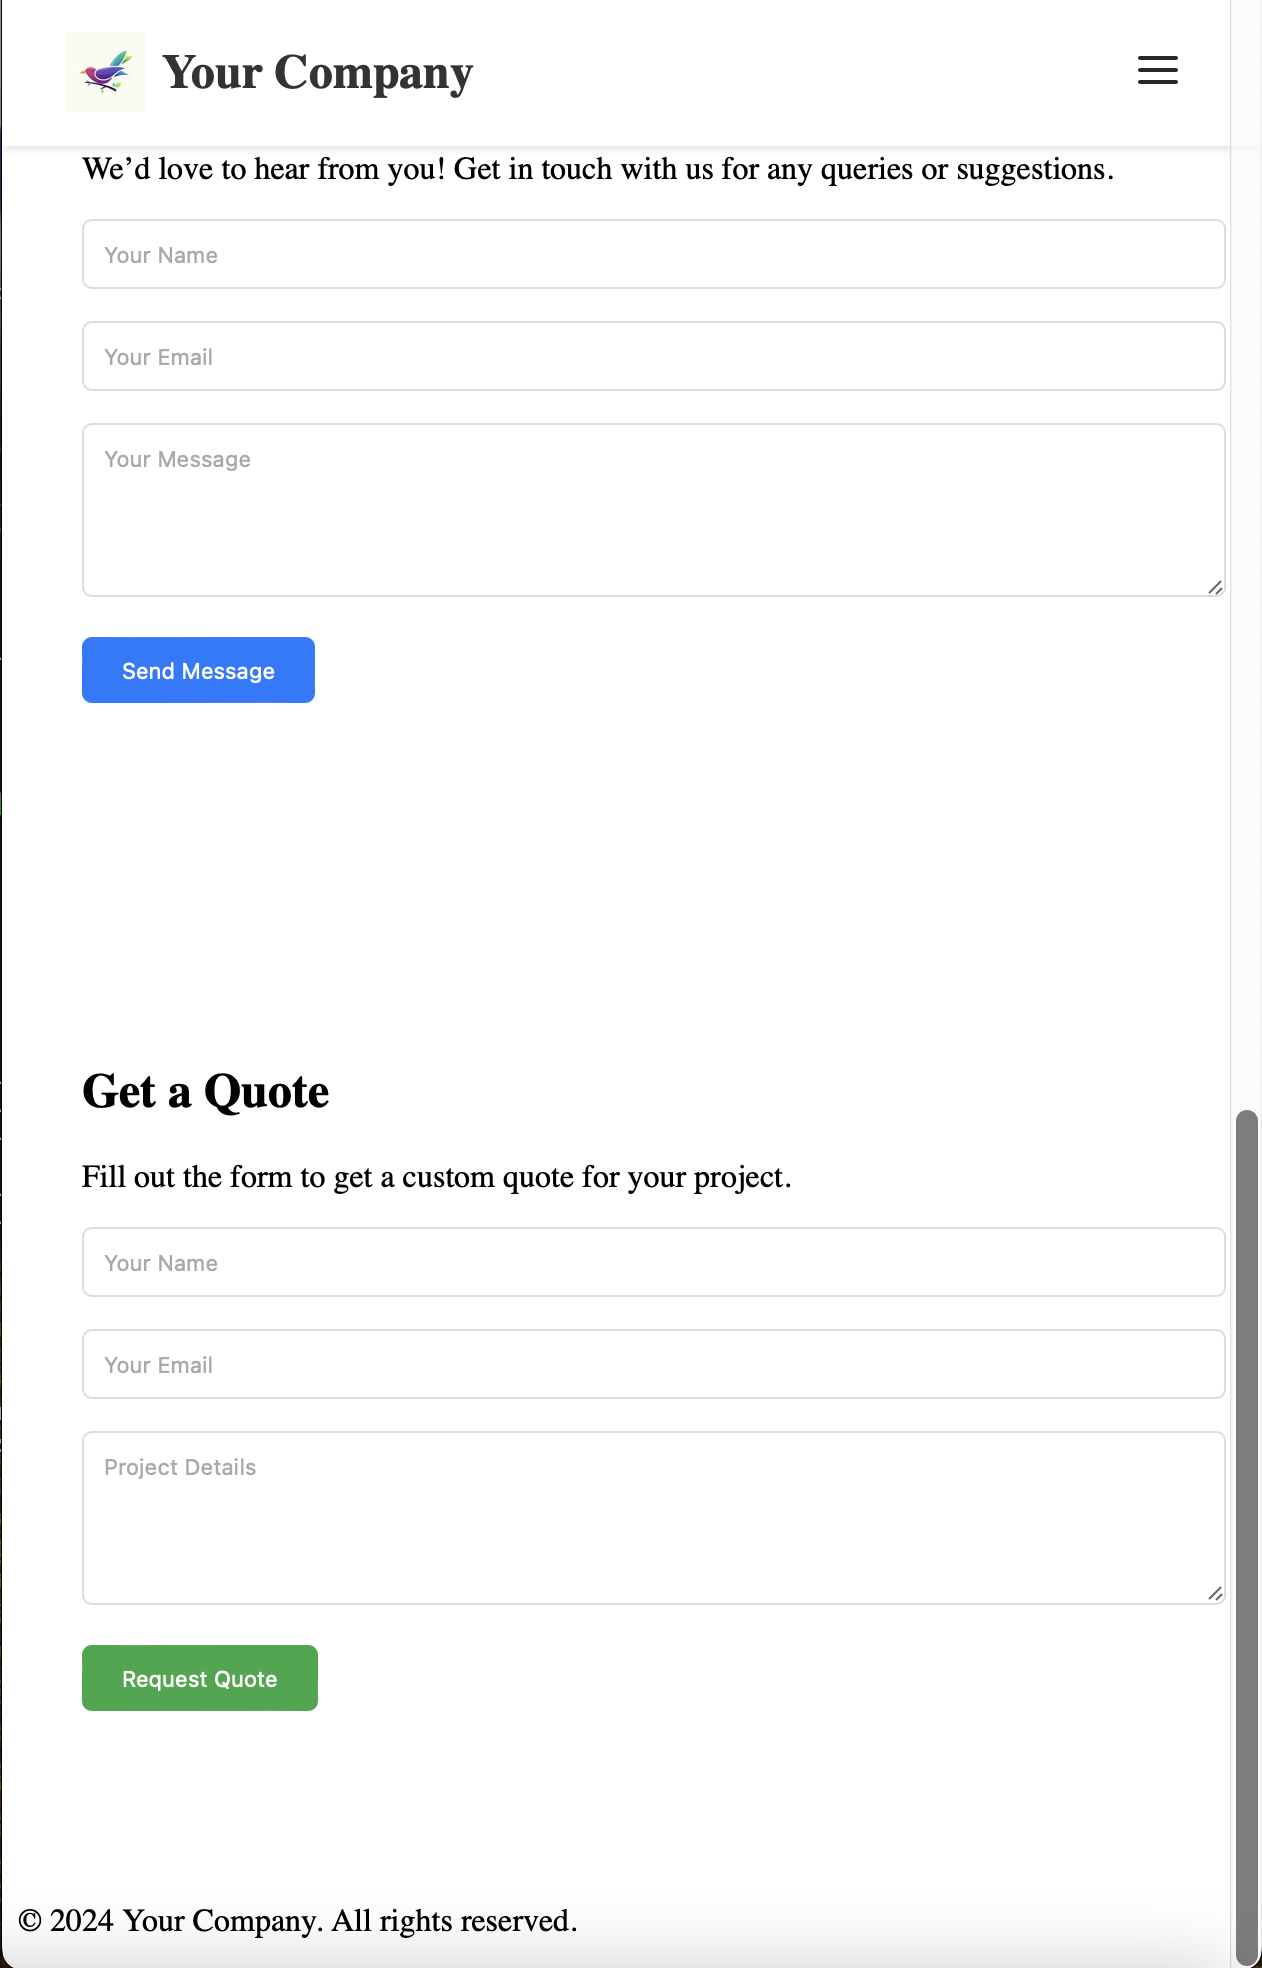 Your Company
We’d love to hear from you! Get in touch with us for any queries or suggestions.
Your Name
Your Email
Your Message
Send Message
Get a Quote
Fill out the form to get a custom quote for your project.
Your Name
Your Email
Project Details
Request Quote
© 2024 Your Company. All rights reserved.